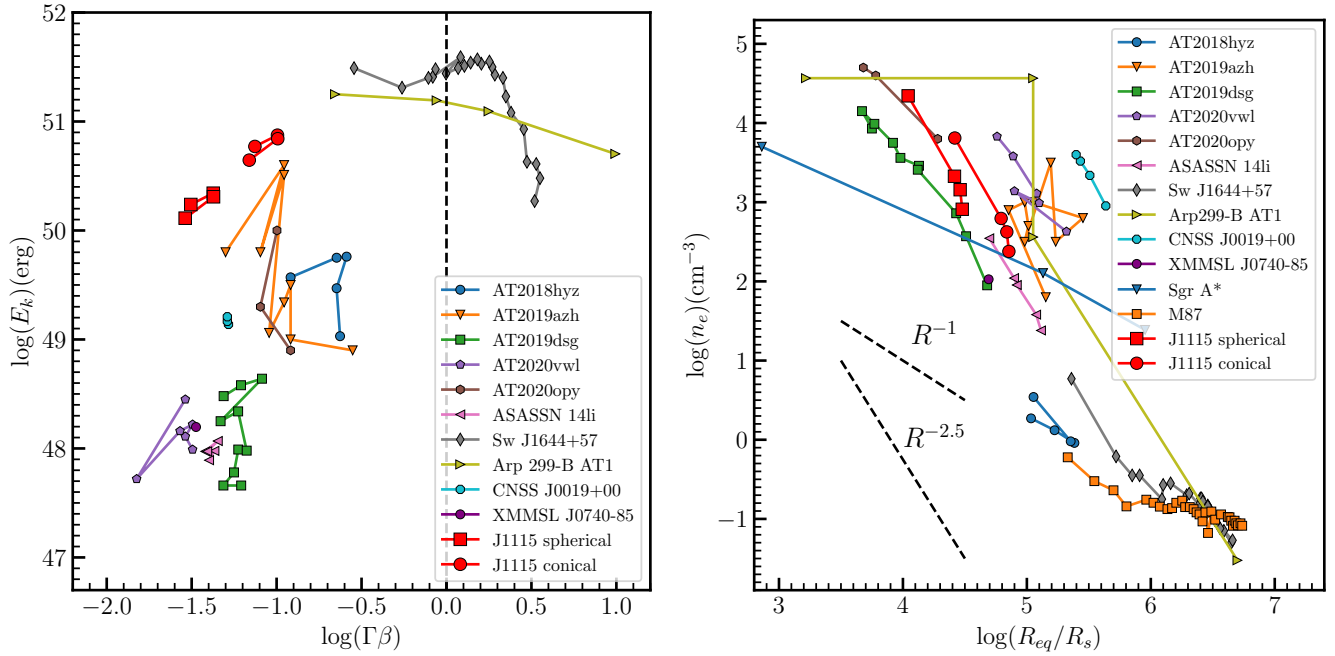 52
51
50
49
48
47
log(E_k)(erg)
−2.0
−1.5
−1.0
−0.5
0.0
0.5
1.0
log(Γβ)
AT2018hyz
AT2019azh
AT2019dsg
AT2020vwl
AT2020opy
ASASSN 14li
Sw J1644+57
Arp 299-B AT1
CNSS J0019+00
XMMSL J0740-85
J1115 spherical
J1115 conical
5
4
3
2
1
0
−1
log(n_e)(cm^{−3})
3
4
5
6
7
log(R_{eq}/R_s)
AT2018hyz
AT2019azh
AT2019dsg
AT2020vwl
AT2020opy
ASASSN 14li
Sw J1644+57
Arp299-B AT1
CNSS J0019+00
XMMSL J0740-85
Sgr A*
M87
J1115 spherical
J1115 conical
R^{−1}
R^{−2.5}